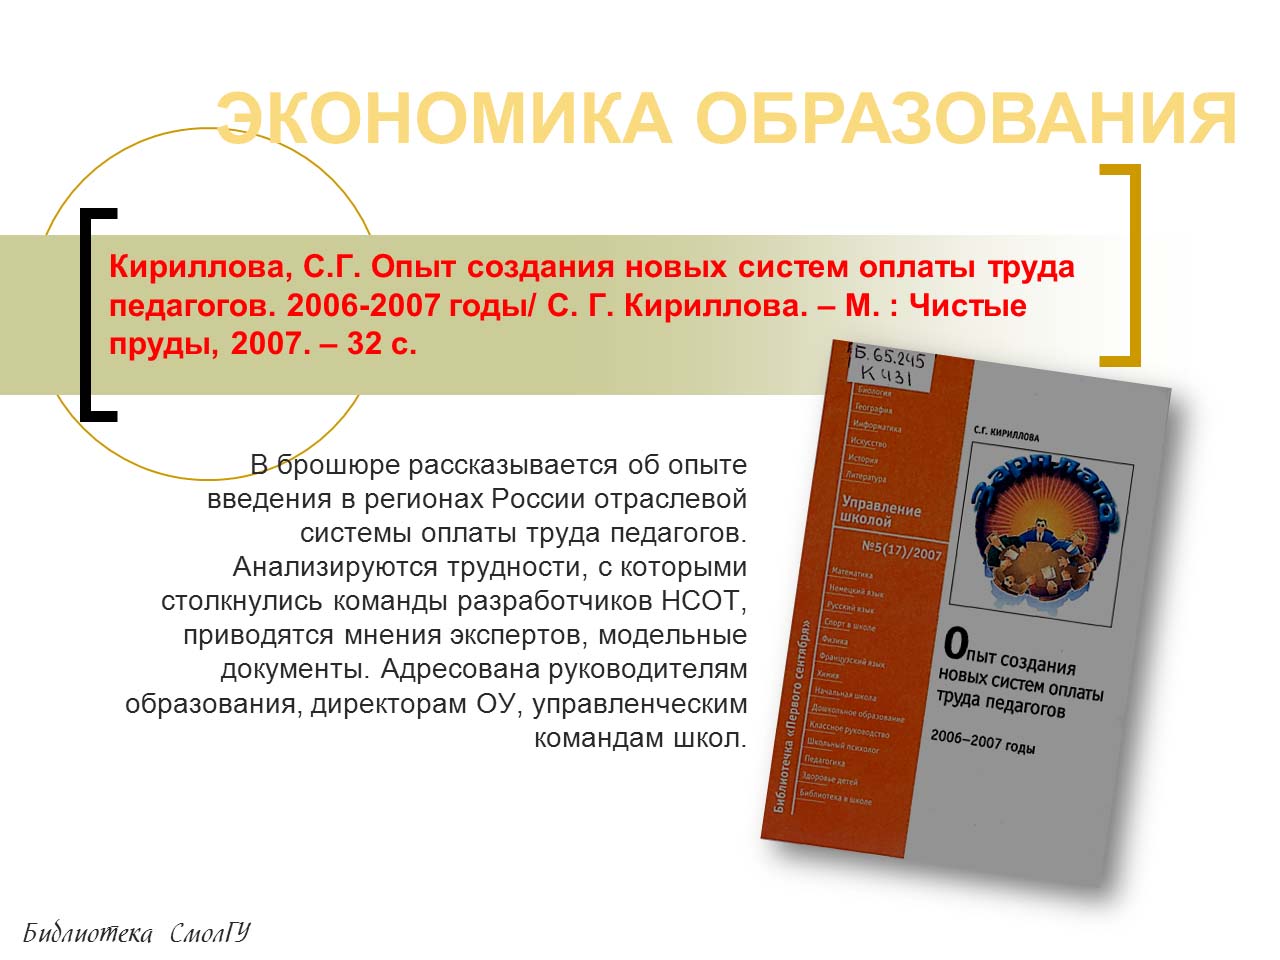 ЭКОНОМИКА ОБРАЗОВАНИЯ
Кириллова, С.Г. Опыт создания новых систем оплаты труда
педагогов. 2006-2007 годы/ С. Г. Кириллова. – М. : Чистые
пруды, 2007. – 32 с.
В брошюре рассказывается об опыте
введения в регионах России отраслевой
системы оплаты труда педагогов.
Анализируются трудности, с которыми
столкнулись команды разработчиков НСОТ,
приводятся мнения экспертов, модельные
документы. Адресована руководителям
образования, директорам ОУ, управленческим
командам школ.
Б. 65.245
К 431
Биология
География
Информатика
Искусство
История
Литература
Управление
школой
№5(17)/2007
Математика
Немецкий язык
Русский язык
Спорт в школе
Физика
Французский язык
Химия
Начальная школа
Дошкольное образование
Классное руководство
Школьный психолог
Педагогика
Здоровье детей
Библиотека в школе
Библиотечка «Первого сентября»
С.Г. КИРИЛЛОВА
Зарплата
Опыт создания
новых систем оплаты
труда педагогов
2006–2007 годы
Библиотека СмолГУ